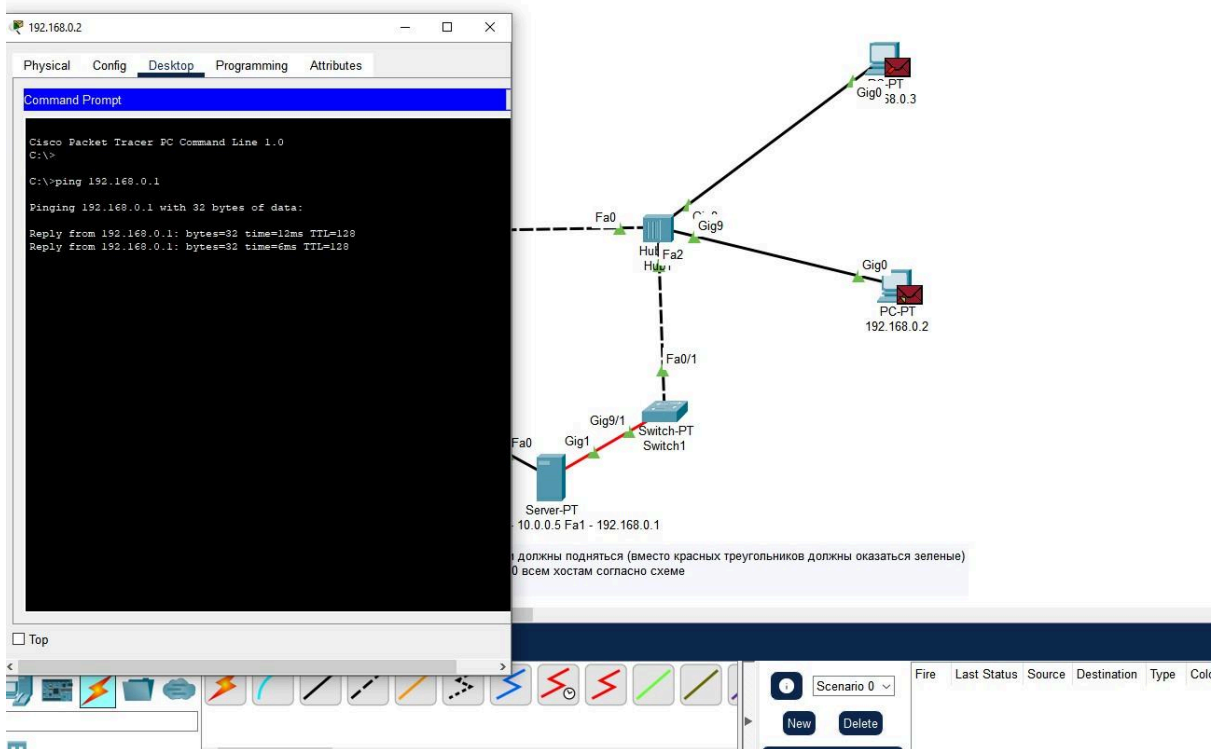 192.168.0.2
Physical Config Desktop Programming Attributes
Command Prompt
Cisco Packet Tracer PC Command Line 1.0
C:\>
C:\>ping 192.168.0.1
Pinging 192.168.0.1 with 32 bytes of data:
Reply from 192.168.0.1: bytes=32 time=12ms TTL=128
Reply from 192.168.0.1: bytes=32 time=6ms TTL=128
Top
-PT
Gig0
68.0.3
Fa0
Gig9
Hub
Fa2
Gig0
PC-PT
192.168.0.2
Fa0/1
Gig9/1
Switch-PT
Switch1
Fa0
Gig1
Server-PT
- 10.0.0.5 Fa1 - 192.168.0.1
должны подняться (вместо красных треугольников должны оказаться зеленые)
всем хостам согласно схеме
Scenario 0
New Delete
Fire Last Status Source Destination Type